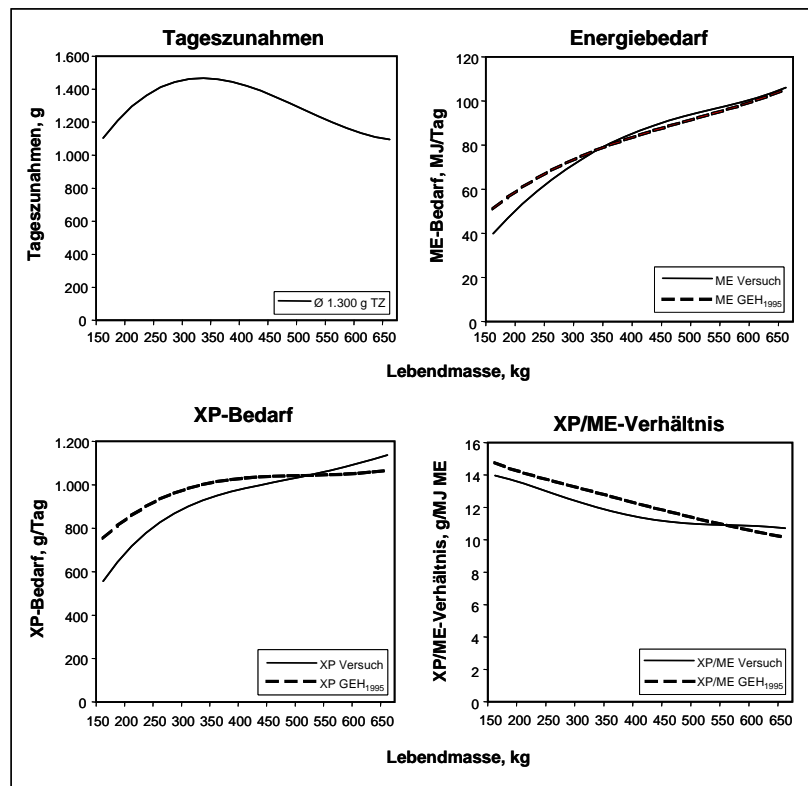 Tageszunahmen
Tageszunahmen, g
1.600
1.400
1.200
1.000
800
600
400
200
0
Ø 1.300 g TZ
150 200 250 300 350 400 450 500 550 600 650
Energiebedarf
ME-Bedarf, MJ/Tag
120
100
80
60
40
20
0
ME Versuch
ME GEH1995
150 200 250 300 350 400 450 500 550 600 650
Lebendmasse, kg
XP-Bedarf
XP-Bedarf, g/Tag
1.200
1.000
800
600
400
200
0
XP Versuch
XP GEH1995
150 200 250 300 350 400 450 500 550 600 650
XP/ME-Verhältnis
XP/ME-Verhältnis, g/MJ ME
16
14
12
10
8
6
4
2
0
XP/ME Versuch
XP/ME GEH1995
150 200 250 300 350 400 450 500 550 600 650
Lebendmasse, kg